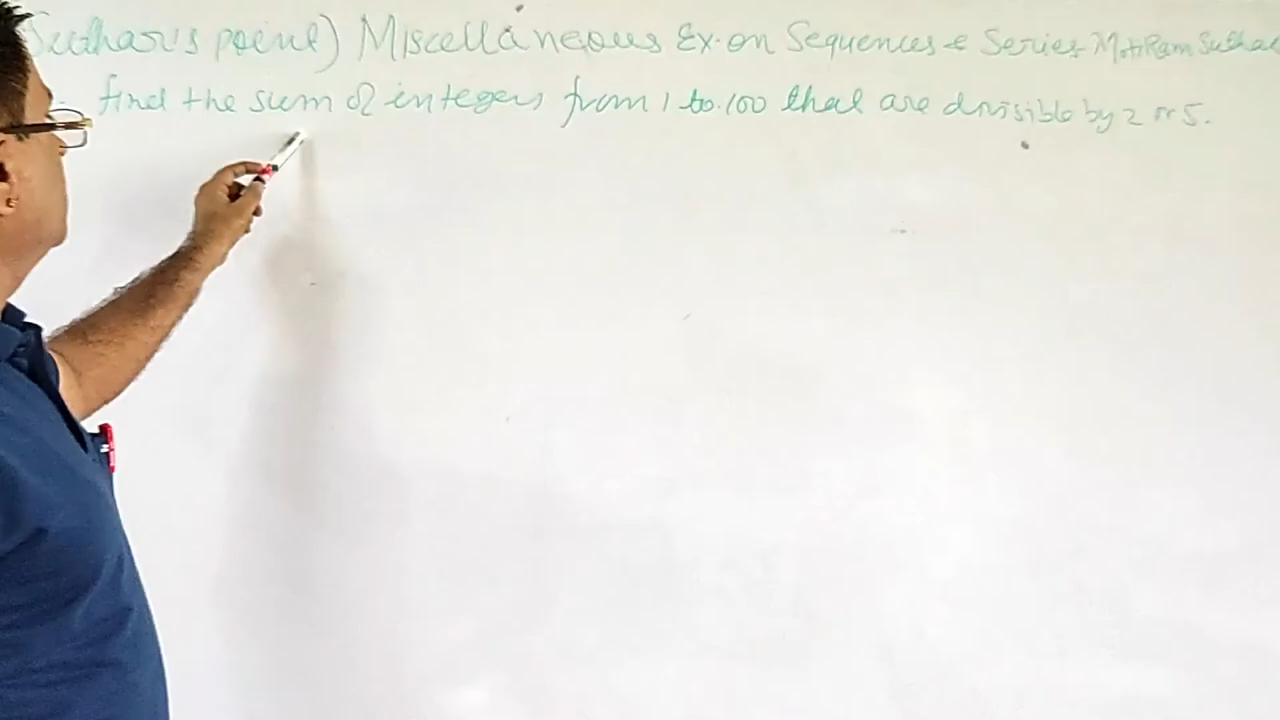 Suthar's point) Miscellaneous Ex. on Sequences & Series MotiRam Suthar
find the sum of integers from 1 to 100 that are divisible by 2 or 5.